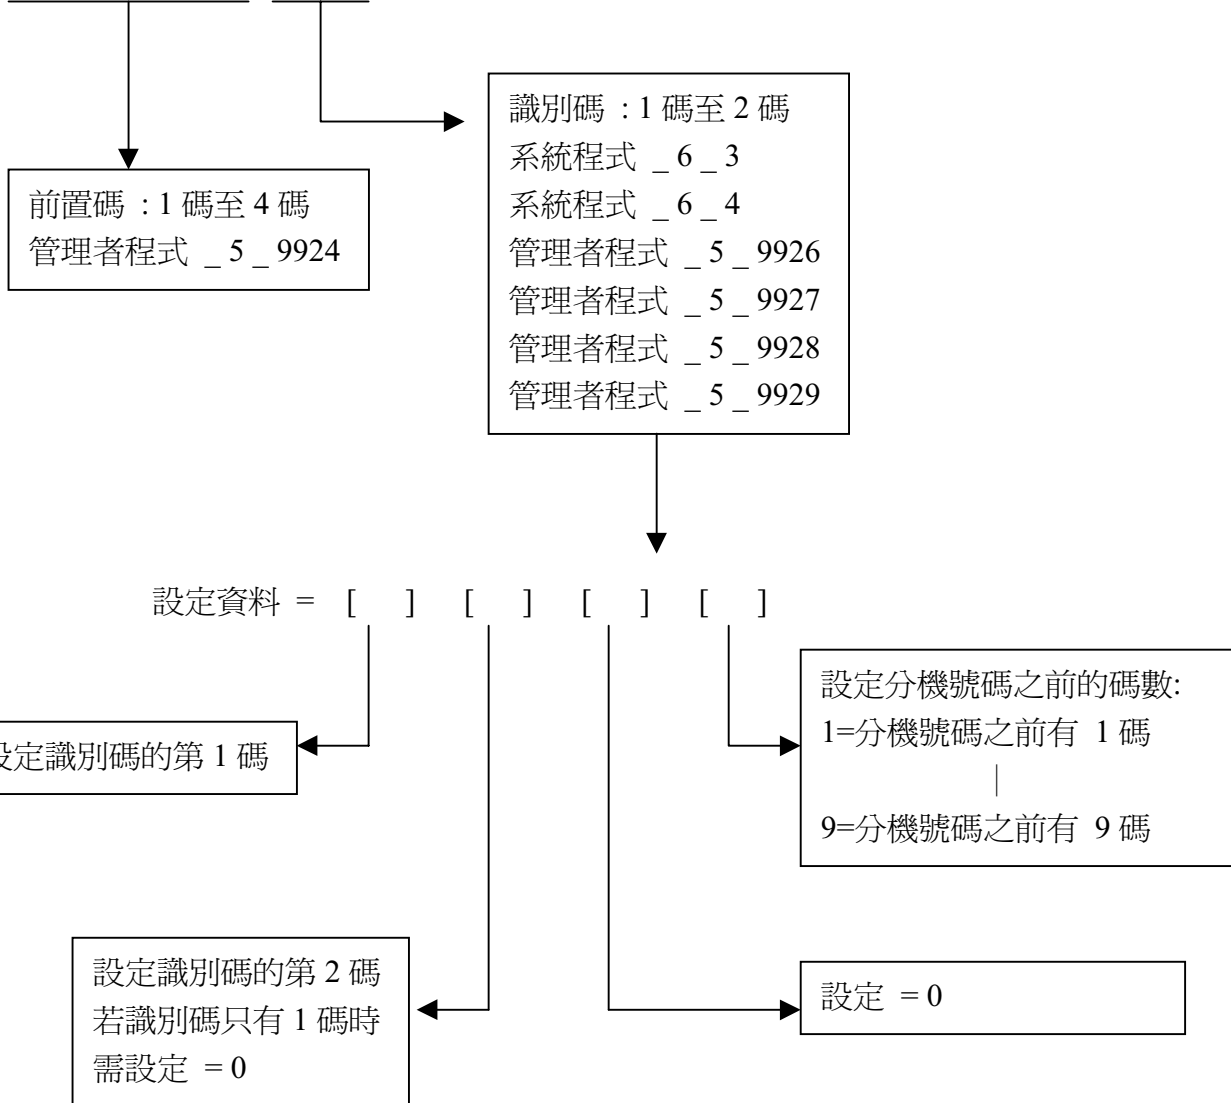 識別碼 : 1 碼至 2 碼
系統程式 _ 6 _ 3
系統程式 _ 6 _ 4
管理者程式 _ 5 _ 9926
管理者程式 _ 5 _ 9927
管理者程式 _ 5 _ 9928
管理者程式 _ 5 _ 9929
前置碼 : 1 碼至 4 碼
管理者程式 _ 5 _ 9924
設定資料 = [ ] [ ] [ ] [ ]
設定分機號碼之前的碼數:
1=分機號碼之前有 1 碼
|
9=分機號碼之前有 9 碼
定識別碼的第 1 碼
設定識別碼的第 2 碼
若識別碼只有 1 碼時
需設定 = 0
設定 = 0